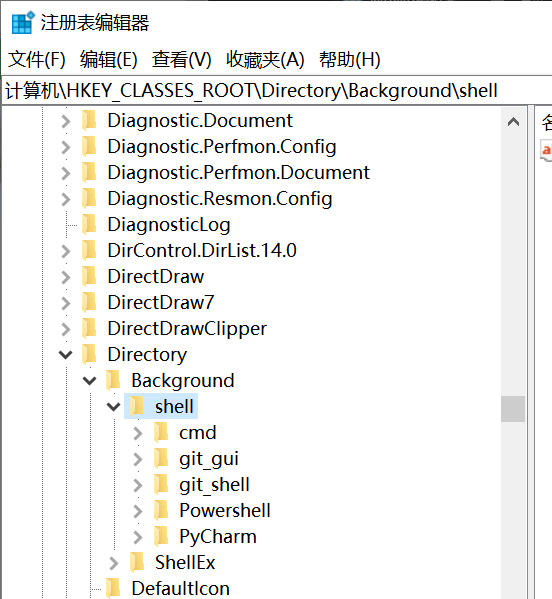 注册表编辑器
文件(F) 编辑(E) 查看(V) 收藏夹(A) 帮助(H)
计算机\HKEY_CLASSES_ROOT\Directory\Background\shell
Diagnostic.Document
Diagnostic.Perfmon.Config
Diagnostic.Perfmon.Document
Diagnostic.Resmon.Config
DiagnosticLog
DirControl.DirList.14.0
DirectDraw
DirectDraw7
DirectDrawClipper
Directory
Background
shell
cmd
git_gui
git_shell
Powershell
PyCharm
ShellEx
DefaultIcon